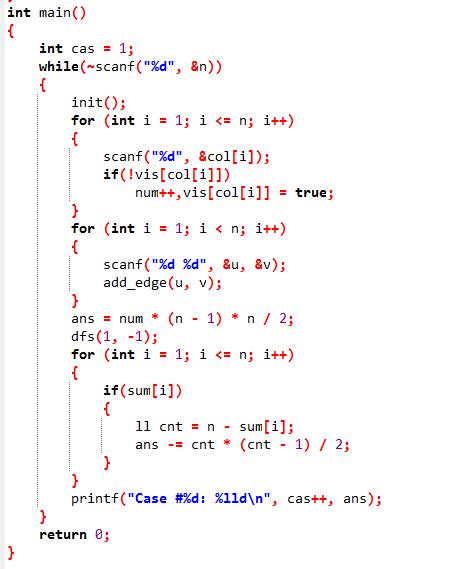 int main()
{
    int cas = 1;
    while(~scanf("%d", &n))
    {
        init();
        for (int i = 1; i <= n; i++)
        {
            scanf("%d", &col[i]);
            if(!vis[col[i]])
                num++,vis[col[i]] = true;
        }
        for (int i = 1; i < n; i++)
        {
            scanf("%d %d", &u, &v);
            add_edge(u, v);
        }
        ans = num * (n - 1) * n / 2;
        dfs(1, -1);
        for (int i = 1; i <= n; i++)
        {
            if(sum[i])
            {
                ll cnt = n - sum[i];
                ans -= cnt * (cnt - 1) / 2;
            }
        }
        printf("Case #%d: %lld\n", cas++, ans);
    }
    return 0;
}